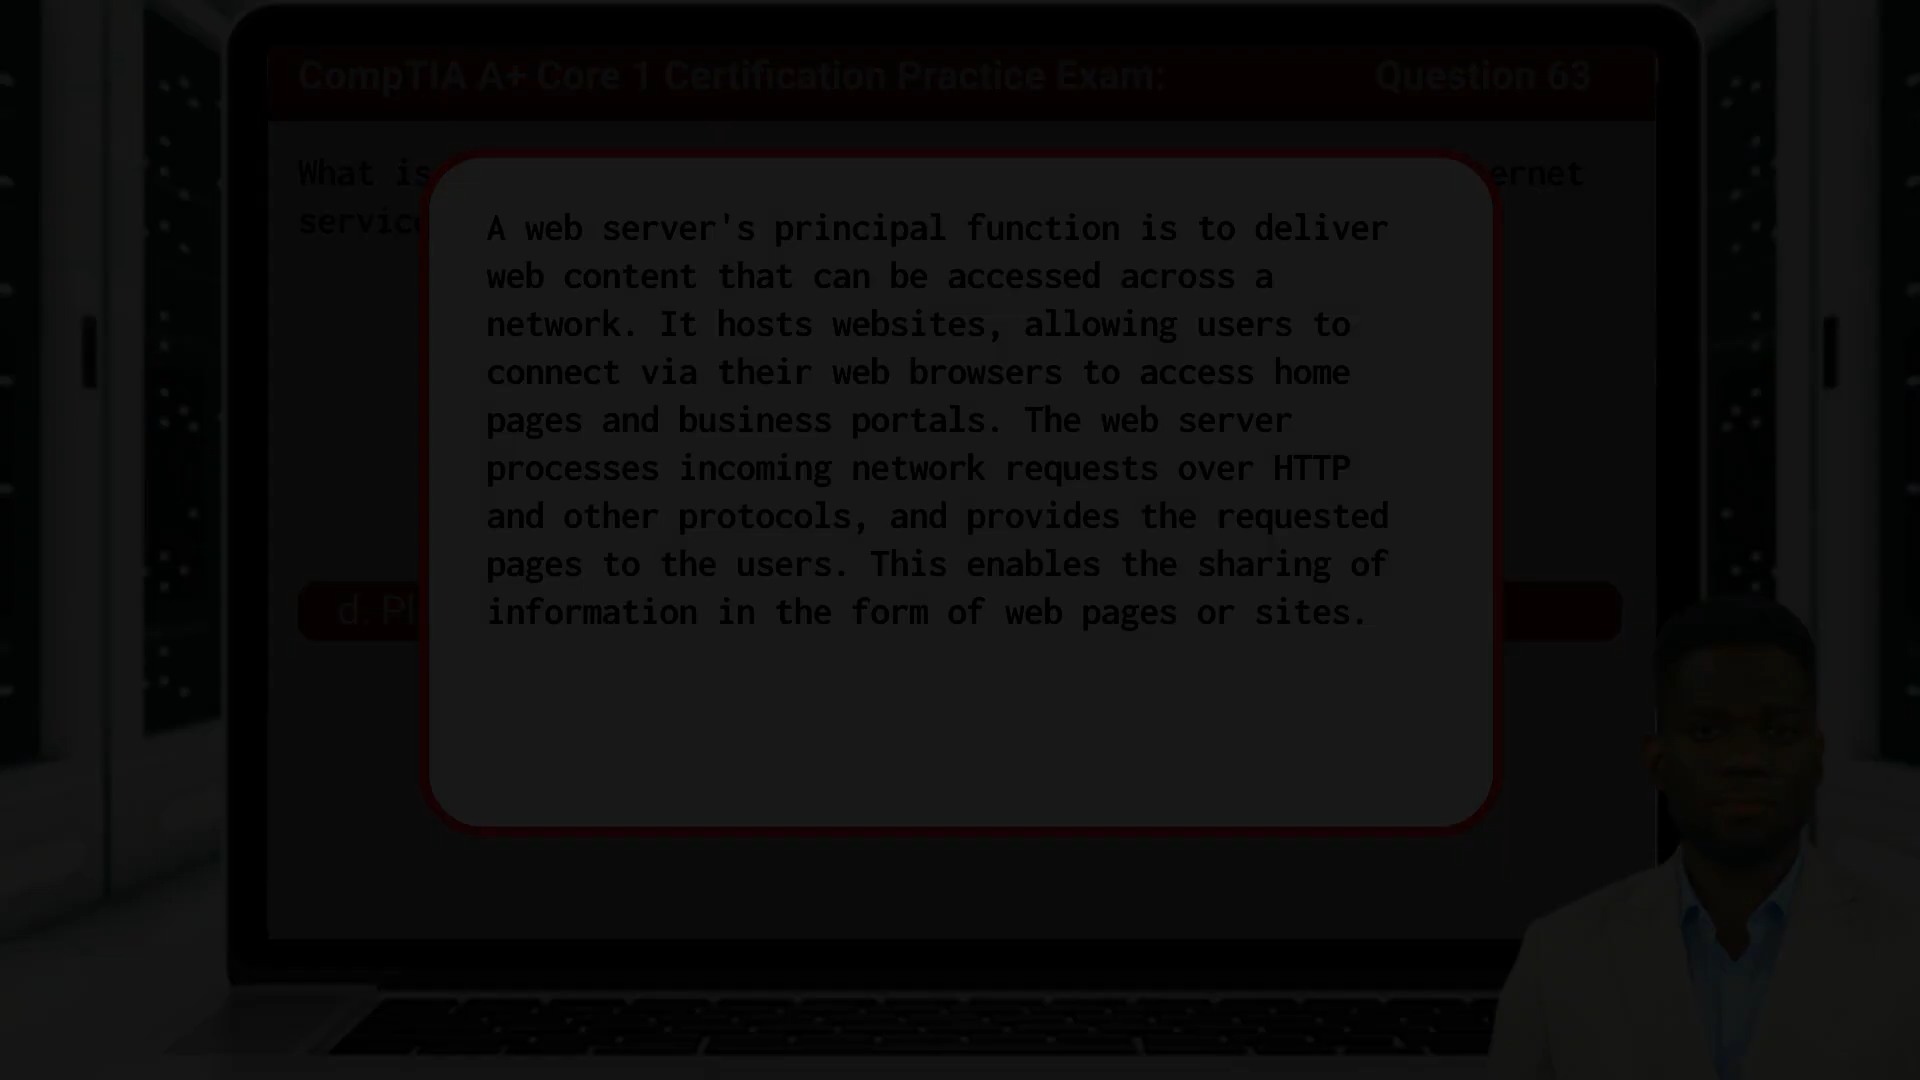 CompTIA A+ Core 1 Certification Practice Exam:
Question 63
What is
service
A web server's principal function is to deliver
web content that can be accessed across a
network. It hosts websites, allowing users to
connect via their web browsers to access home
pages and business portals. The web server
processes incoming network requests over HTTP
and other protocols, and provides the requested
pages to the users. This enables the sharing of
information in the form of web pages or sites.
d.